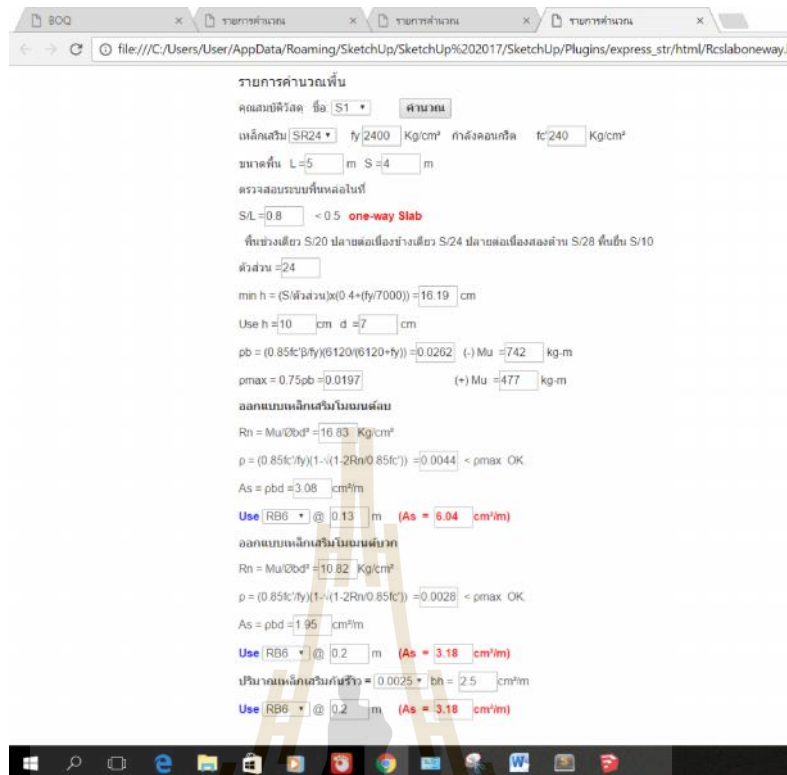 BOQ × รายการคำนวณ × รายการคำนวณ × รายการคำนวณ ×
file:///C:/Users/User/AppData/Roaming/SketchUp/SketchUp%202017/SketchUp/Plugins/express_str/html/Rcslaboneway.
รายการคำนวณพื้น
คุณสมบัติวัสดุ ชื่อ S1 คำนวณ
เหล็กเสริม SR24 fy 2400 Kg/cm² กำลังคอนกรีต fc' 240 Kg/cm²
ขนาดพื้น L = 5 m S = 4 m
ตรวจสอบระบบพื้นหล่อในที่
S/L = 0.8 < 0.5 one-way Slab
พื้นช่วงเดียว S/20 ปลายต่อเนื่องข้างเดียว S/24 ปลายต่อเนื่องสองด้าน S/28 พื้นยื่น S/10
ตัวส่วน = 24
min h = (S/ตัวส่วน)x(0.4+(fy/7000)) = 16.19 cm
Use h = 10 cm d = 7 cm
ρb = (0.85fc'β/fy)(6120/(6120+fy)) = 0.0262 (-) Mu = 742 kg-m
ρmax = 0.75ρb = 0.0197 (+) Mu = 477 kg-m
ออกแบบเหล็กเสริมโมเมนต์ลบ
Rn = Mu/Øbd² = 16.83 Kg/cm²
ρ = (0.85fc'/fy)(1-√(1-2Rn/0.85fc')) = 0.0044 < ρmax OK.
As = ρbd = 3.08 cm²/m
Use RB6 @ 0.13 m (As = 6.04 cm²/m)
ออกแบบเหล็กเสริมโมเมนต์บวก
Rn = Mu/Øbd² = 10.82 Kg/cm²
ρ = (0.85fc'/fy)(1-√(1-2Rn/0.85fc')) = 0.0028 < ρmax OK.
As = ρbd = 1.95 cm²/m
Use RB6 @ 0.2 m (As = 3.18 cm²/m)
ปริมาณเหล็กเสริมกันร้าว = 0.0025 bh = 2.5 cm²/m
Use RB6 @ 0.2 m (As = 3.18 cm²/m)